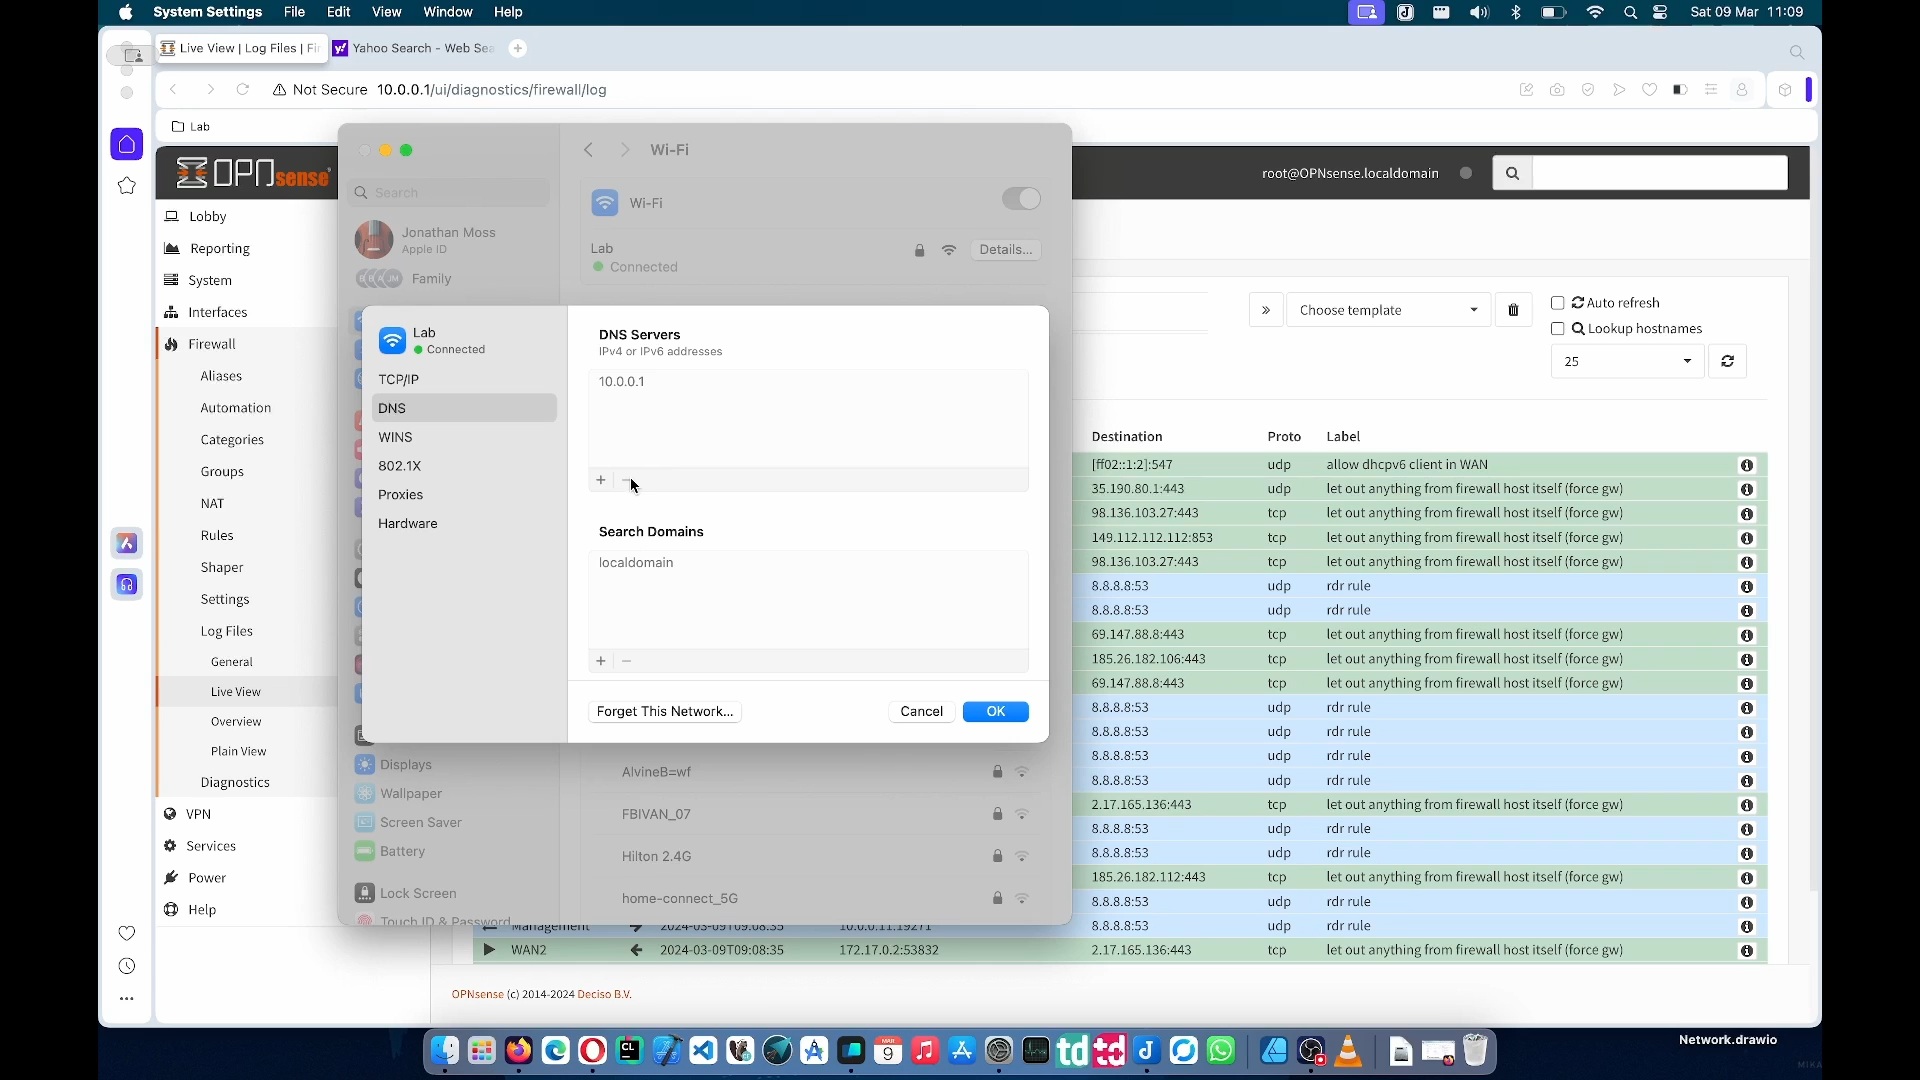 System Settings File Edit View Window Help
Sat 09 Mar 11:09
Live View | Log Files | Fi
Yahoo Search - Web Sea
Not Secure 10.0.0.1/ui/diagnostics/firewall/log
Lab
OPNsense
root@OPNsense.localdomain
Lobby
Reporting
System
Interfaces
Firewall
Aliases
Automation
Categories
Groups
NAT
Rules
Shaper
Settings
Log Files
General
Live View
Overview
Plain View
Diagnostics
VPN
Services
Power
Help
Search
Jonathan Moss
Apple ID
Family
Displays
Wallpaper
Screen Saver
Battery
Lock Screen
Touch ID & Password
Wi-Fi
Wi-Fi
Lab
Connected
Details...
Lab
Connected
TCP/IP
DNS
WINS
802.1X
Proxies
Hardware
DNS Servers
IPv4 or IPv6 addresses
10.0.0.1
Search Domains
localdomain
Forget This Network...
Cancel
OK
AlvineB=wf
FBIVAN_07
Hilton 2.4G
home-connect_5G
Choose template
Auto refresh
Lookup hostnames
25
Destination Proto Label
[ff02::1:2]:547 udp allow dhcpv6 client in WAN
35.190.80.1:443 udp let out anything from firewall host itself (force gw)
98.136.103.27:443 tcp let out anything from firewall host itself (force gw)
149.112.112.112:853 tcp let out anything from firewall host itself (force gw)
98.136.103.27:443 tcp let out anything from firewall host itself (force gw)
8.8.8.8:53 udp rdr rule
8.8.8.8:53 udp rdr rule
69.147.88.8:443 tcp let out anything from firewall host itself (force gw)
185.26.182.106:443 tcp let out anything from firewall host itself (force gw)
69.147.88.8:443 tcp let out anything from firewall host itself (force gw)
8.8.8.8:53 udp rdr rule
8.8.8.8:53 udp rdr rule
8.8.8.8:53 udp rdr rule
8.8.8.8:53 udp rdr rule
2.17.165.136:443 tcp let out anything from firewall host itself (force gw)
8.8.8.8:53 udp rdr rule
8.8.8.8:53 udp rdr rule
185.26.182.112:443 tcp let out anything from firewall host itself (force gw)
8.8.8.8:53 udp rdr rule
Management 2024-03-09T09:08:35 10.0.0.11:19271 8.8.8.8:53 udp rdr rule
WAN2 2024-03-09T09:08:35 172.17.0.2:53832 2.17.165.136:443 tcp let out anything from firewall host itself (force gw)
OPNsense (c) 2014-2024 Deciso B.V.
CL
MAR
9
td
td
Network.drawio